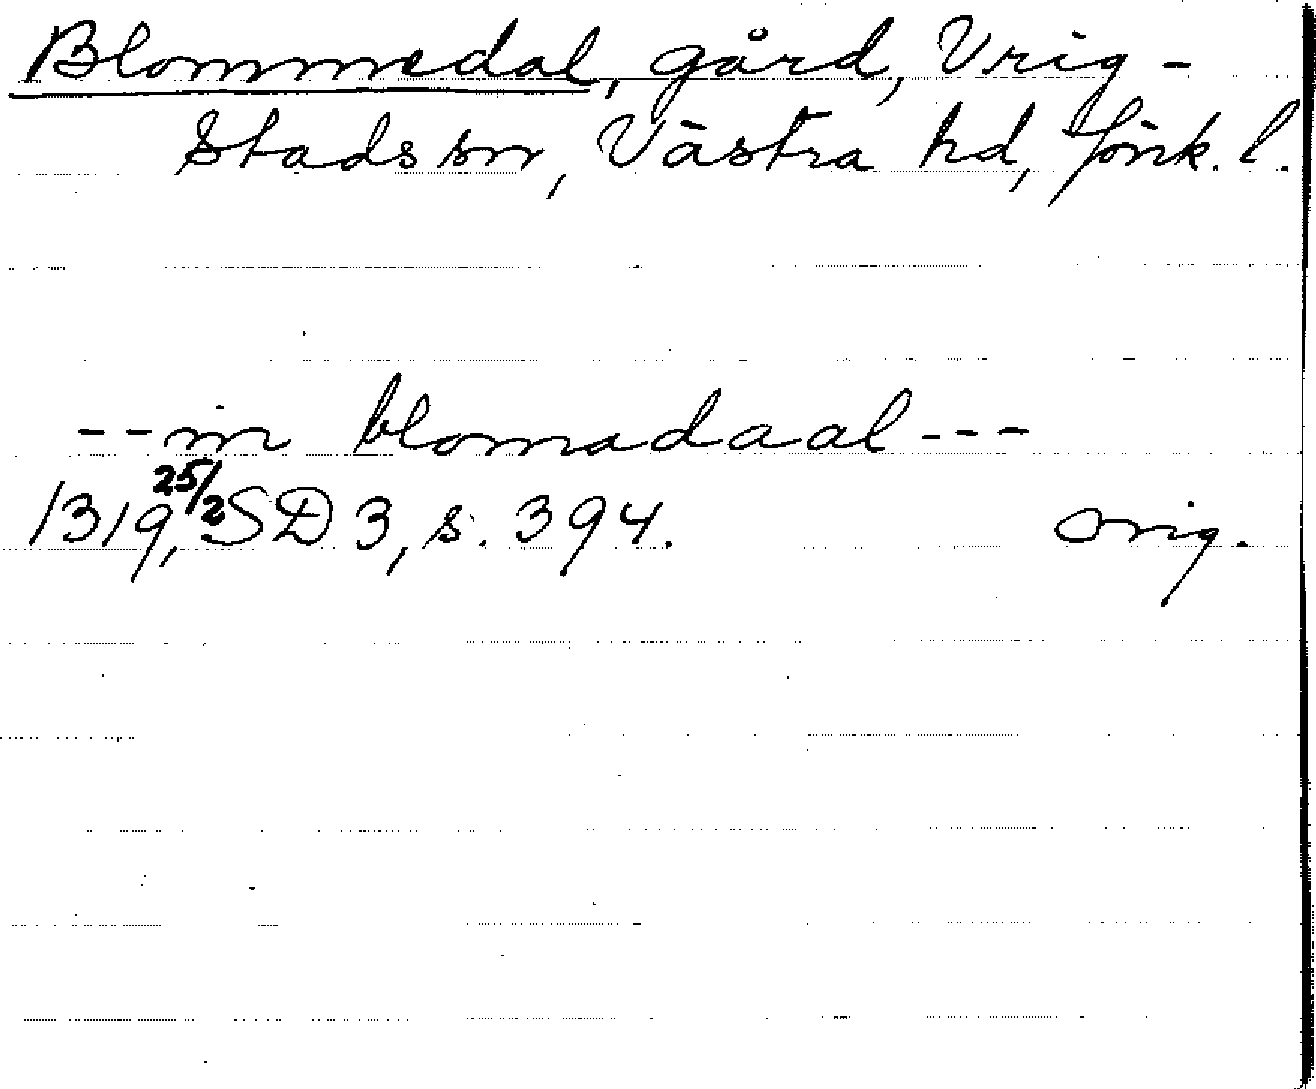 Blommedal, gård, Vrig-
stads sn, Västra hd, Jönk. l.
--in blomadaal---
1319, 25/2 SD 3, s. 394. orig.